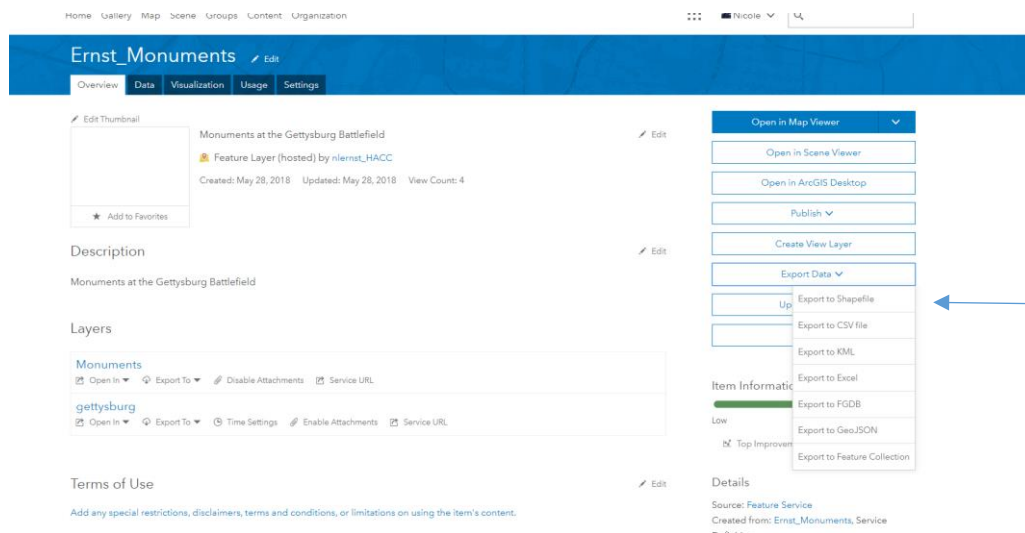 Home Gallery Map Scene Groups Content Organization
Nicole
Ernst_Monuments Edit
Overview Data Visualization Usage Settings
Edit Thumbnail
Add to Favorites
Monuments at the Gettysburg Battlefield Edit
Feature Layer (hosted) by nlernst_HACC
Created: May 28, 2018 Updated: May 28, 2018 View Count: 4
Description Edit
Monuments at the Gettysburg Battlefield
Layers
Monuments
Open In Export To Disable Attachments Service URL
gettysburg
Open In Export To Time Settings Enable Attachments Service URL
Terms of Use Edit
Add any special restrictions, disclaimers, terms and conditions, or limitations on using the item's content.
Open in Map Viewer
Open in Scene Viewer
Open in ArcGIS Desktop
Publish
Create View Layer
Export Data
Up
Export to Shapefile
Export to CSV file
Export to KML
Export to Excel
Export to FGDB
Export to GeoJSON
Export to Feature Collection
Item Informatio
Low
Top Improvem
Details
Source: Feature Service
Created from: Ernst_Monuments, Service